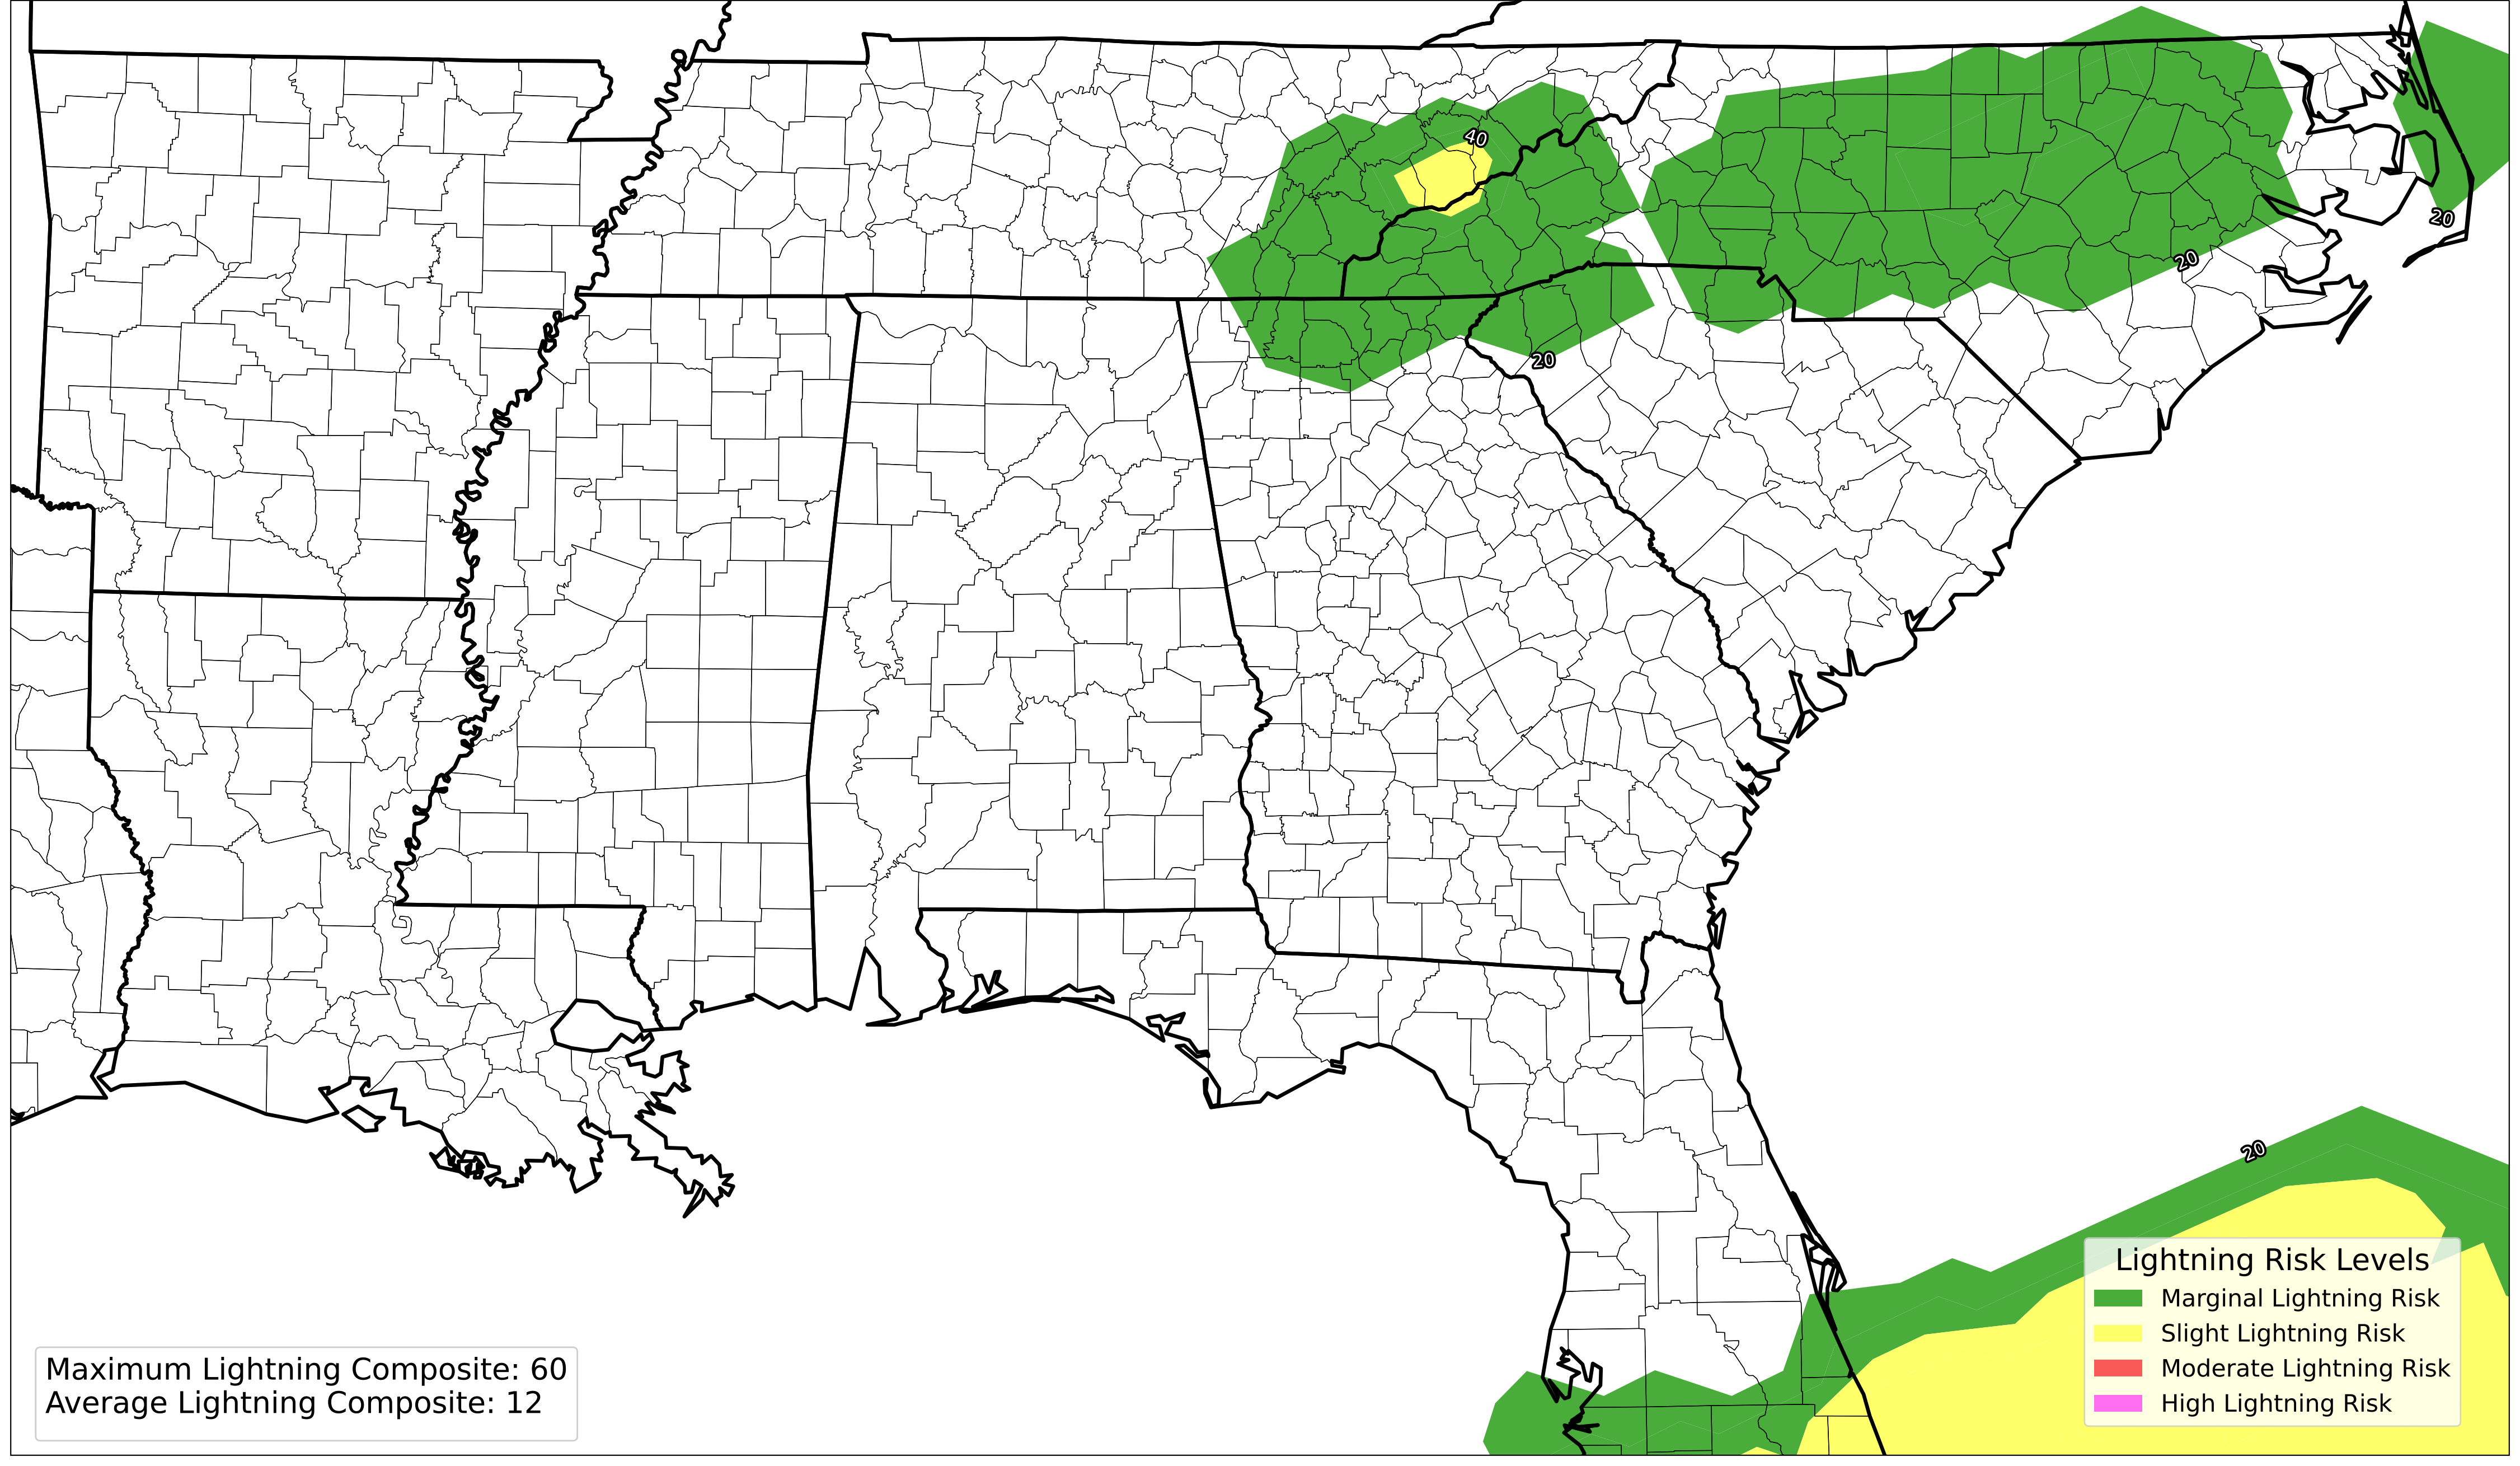 40
20
20
20
20
Lightning Risk Levels
Marginal Lightning Risk
Slight Lightning Risk
Moderate Lightning Risk
High Lightning Risk
Maximum Lightning Composite: 60
Average Lightning Composite: 12